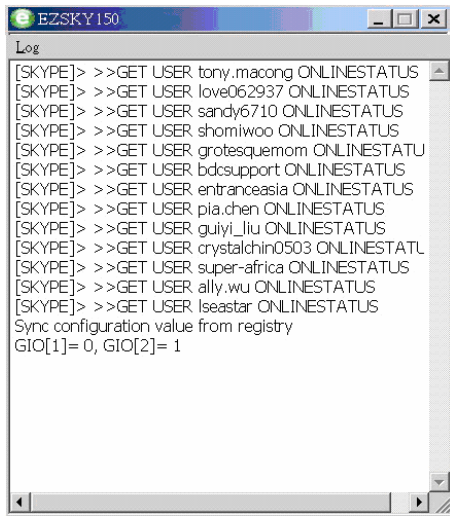 EZSKY150
Log
[SKYPE]> >>GET USER tony.macong ONLINESTATUS
[SKYPE]> >>GET USER love062937 ONLINESTATUS
[SKYPE]> >>GET USER sandy6710 ONLINESTATUS
[SKYPE]> >>GET USER shomiwoo ONLINESTATUS
[SKYPE]> >>GET USER grotesquemom ONLINESTATU
[SKYPE]> >>GET USER bdcsupport ONLINESTATUS
[SKYPE]> >>GET USER entranceasia ONLINESTATUS
[SKYPE]> >>GET USER pia.chen ONLINESTATUS
[SKYPE]> >>GET USER guiyi_liu ONLINESTATUS
[SKYPE]> >>GET USER crystalchin0503 ONLINESTATU
[SKYPE]> >>GET USER super-africa ONLINESTATUS
[SKYPE]> >>GET USER ally.wu ONLINESTATUS
[SKYPE]> >>GET USER lseastar ONLINESTATUS
Sync configuration value from registry
GIO[1]= 0, GIO[2]= 1